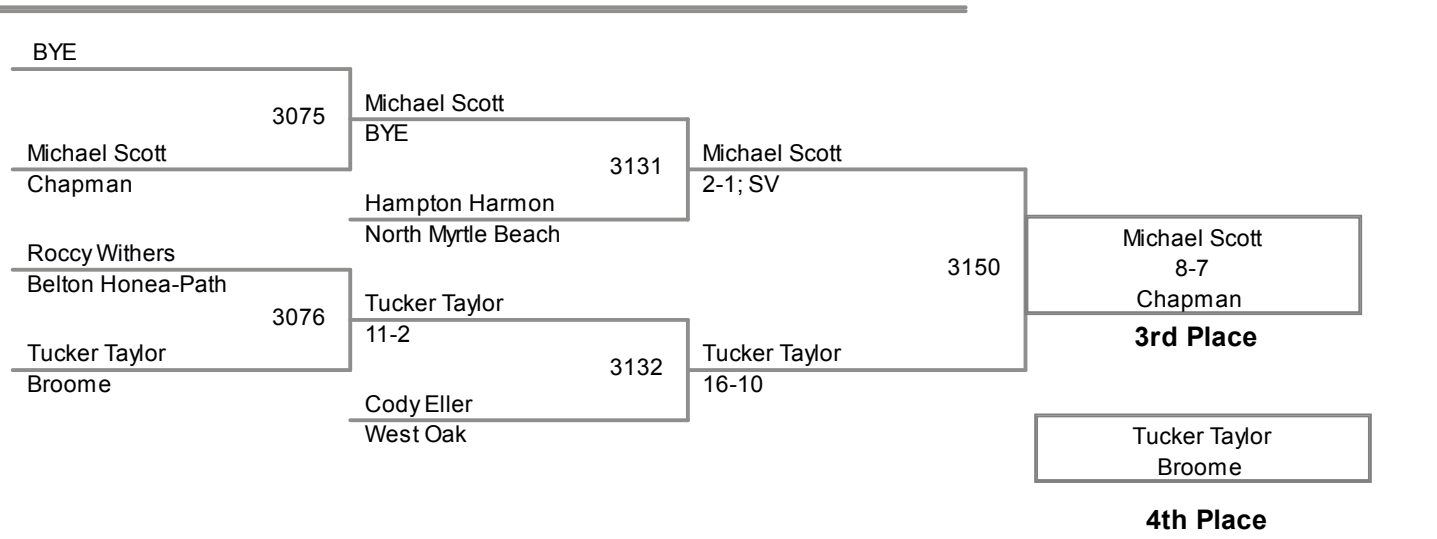 BYE
3075
Michael Scott
Chapman
Michael Scott
BYE
3131
Hampton Harmon
North Myrtle Beach
Michael Scott
2-1; SV
Roccy Withers
Belton Honea-Path
3076
Tucker Taylor
Broome
Tucker Taylor
11-2
3132
Cody Eller
West Oak
Tucker Taylor
16-10
3150
Michael Scott
8-7
Chapman
3rd Place
Tucker Taylor
Broome
4th Place